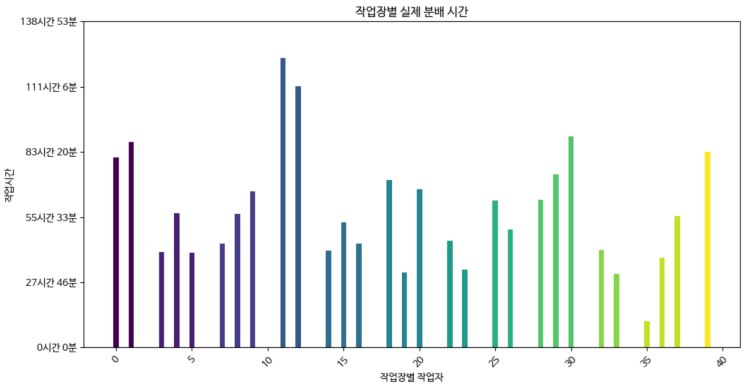 작업장별 실제 분배 시간
138시간 53분
111시간 6분
83시간 20분
55시간 33분
27시간 46분
0시간 0분
작업시간
0
5
10
15
20
25
30
35
40
작업장별 작업자